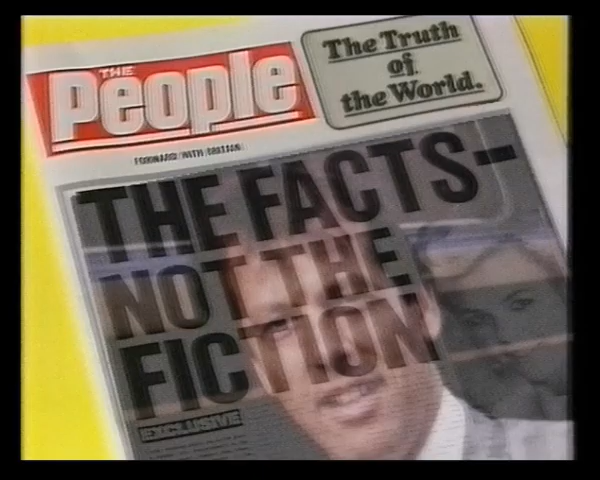 THE
People
The Truth
of
the World.
FORWARD WITH BRITAIN
THE FACTS-
NOT THE
FICTION
EXCLUSIVE